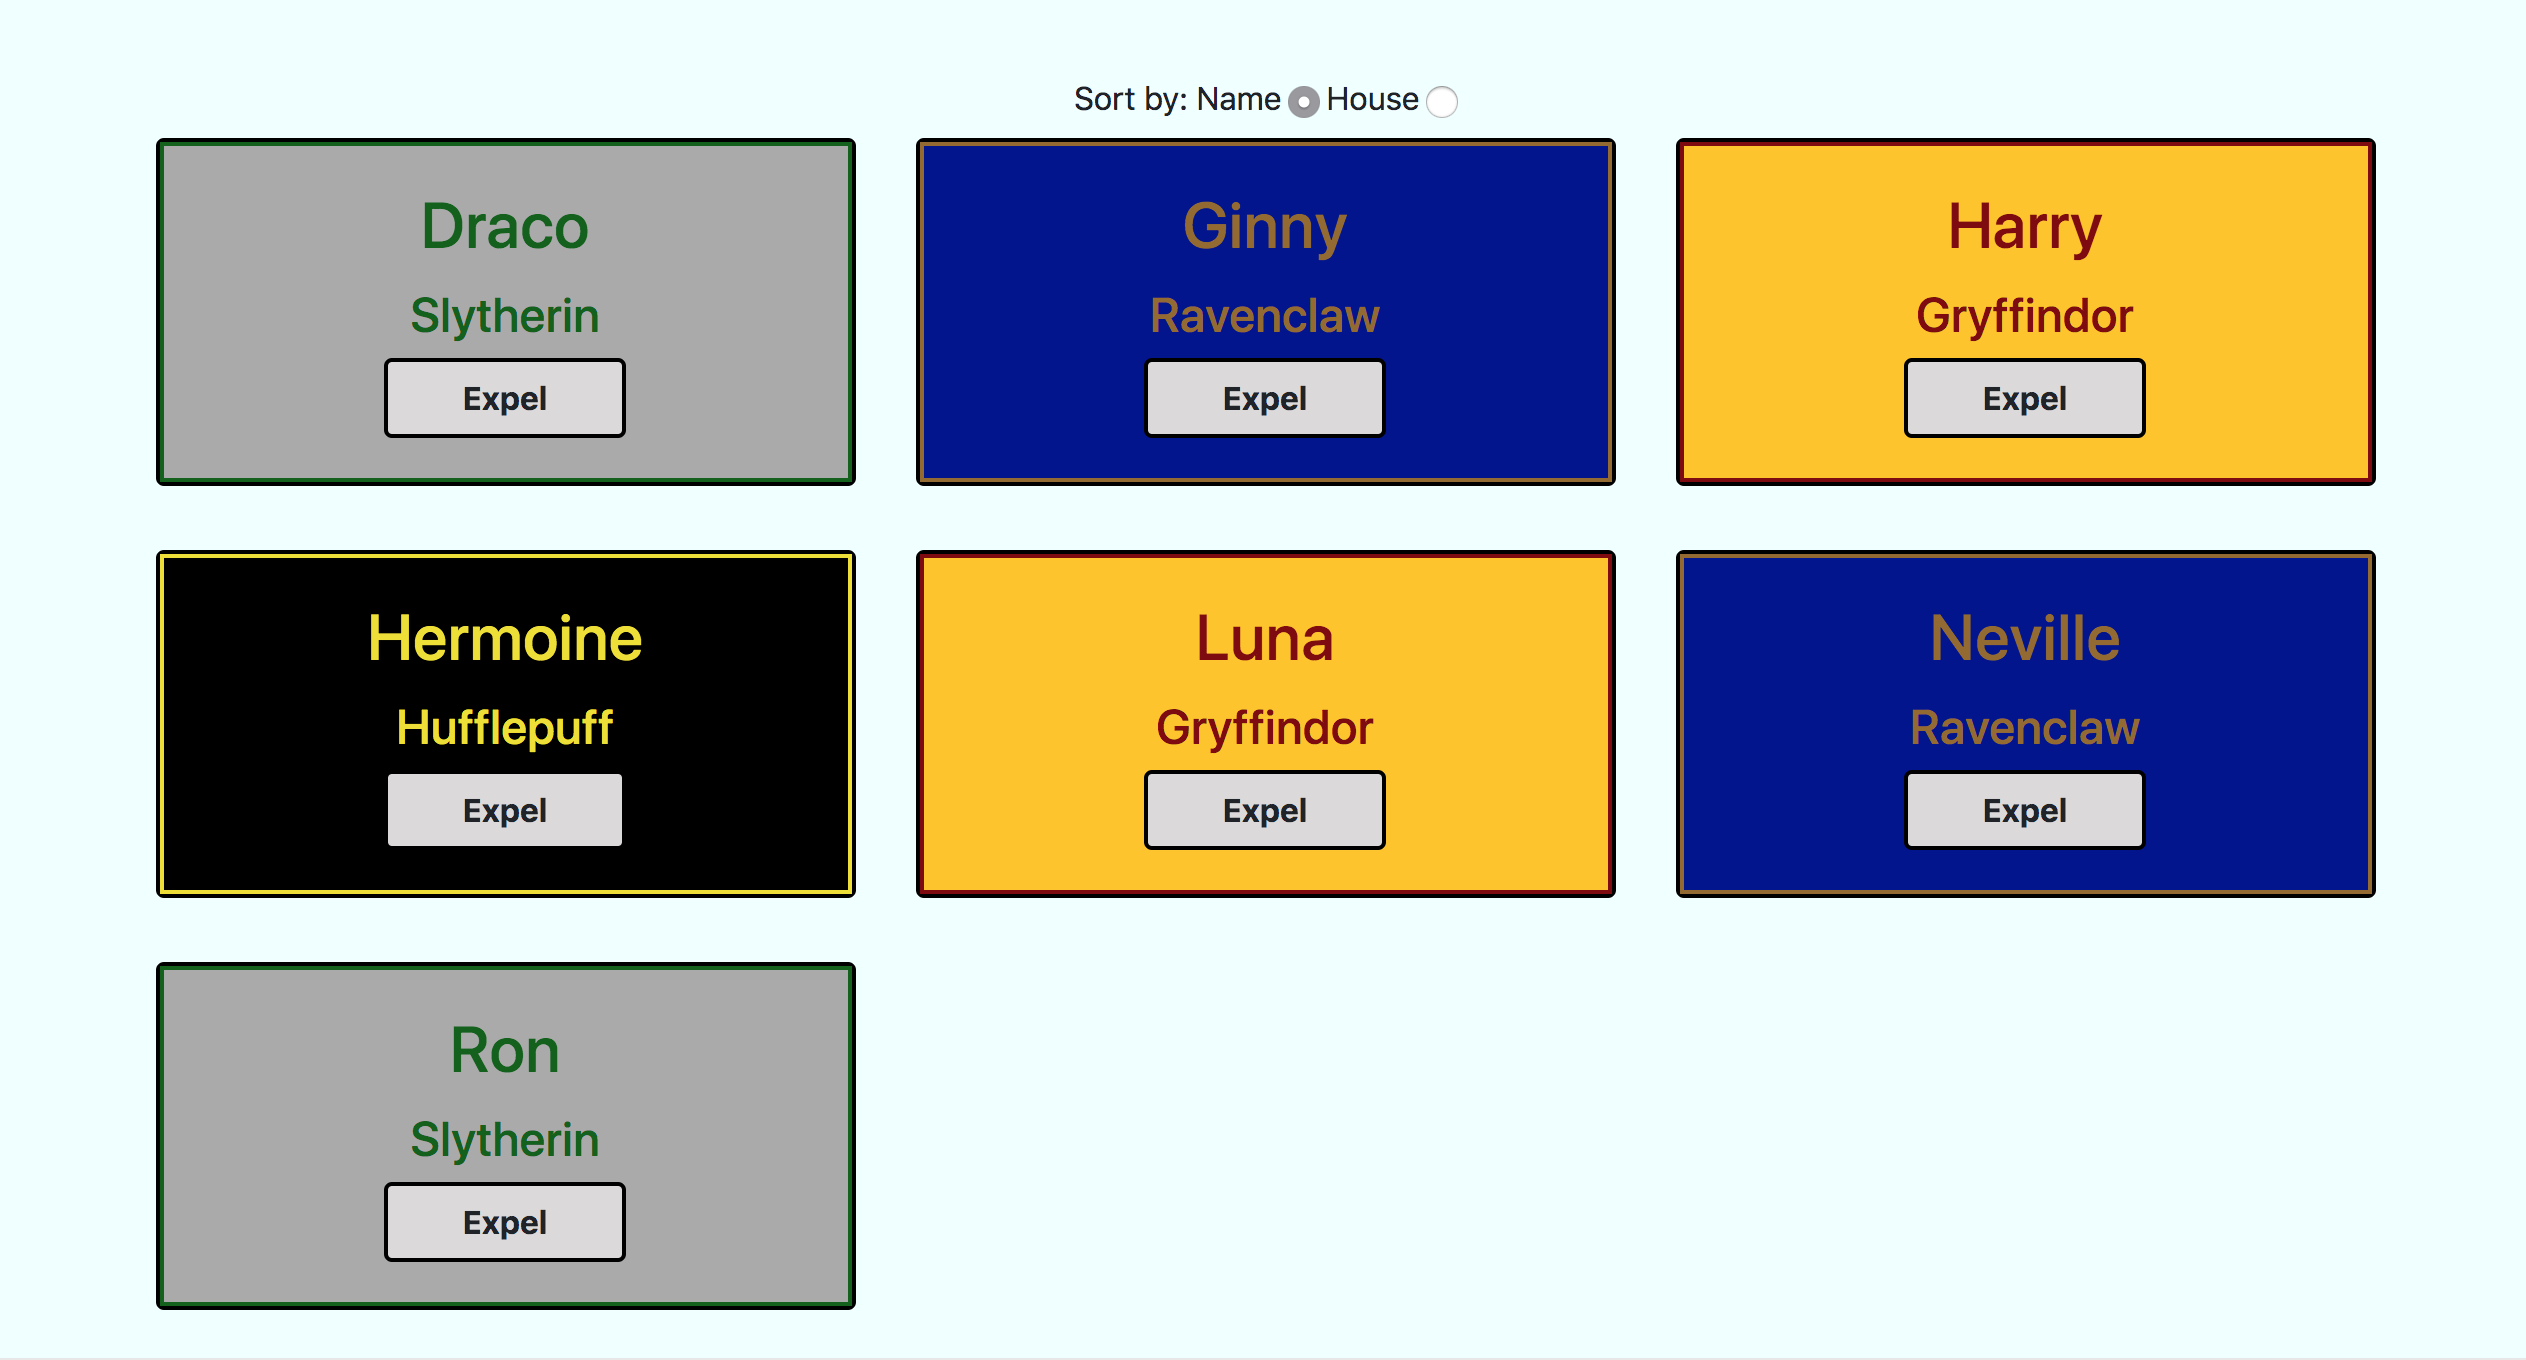 Sort by: Name House
Draco
Slytherin
Expel
Ginny
Ravenclaw
Expel
Harry
Gryffindor
Expel
Hermoine
Hufflepuff
Expel
Luna
Gryffindor
Expel
Neville
Ravenclaw
Expel
Ron
Slytherin
Expel